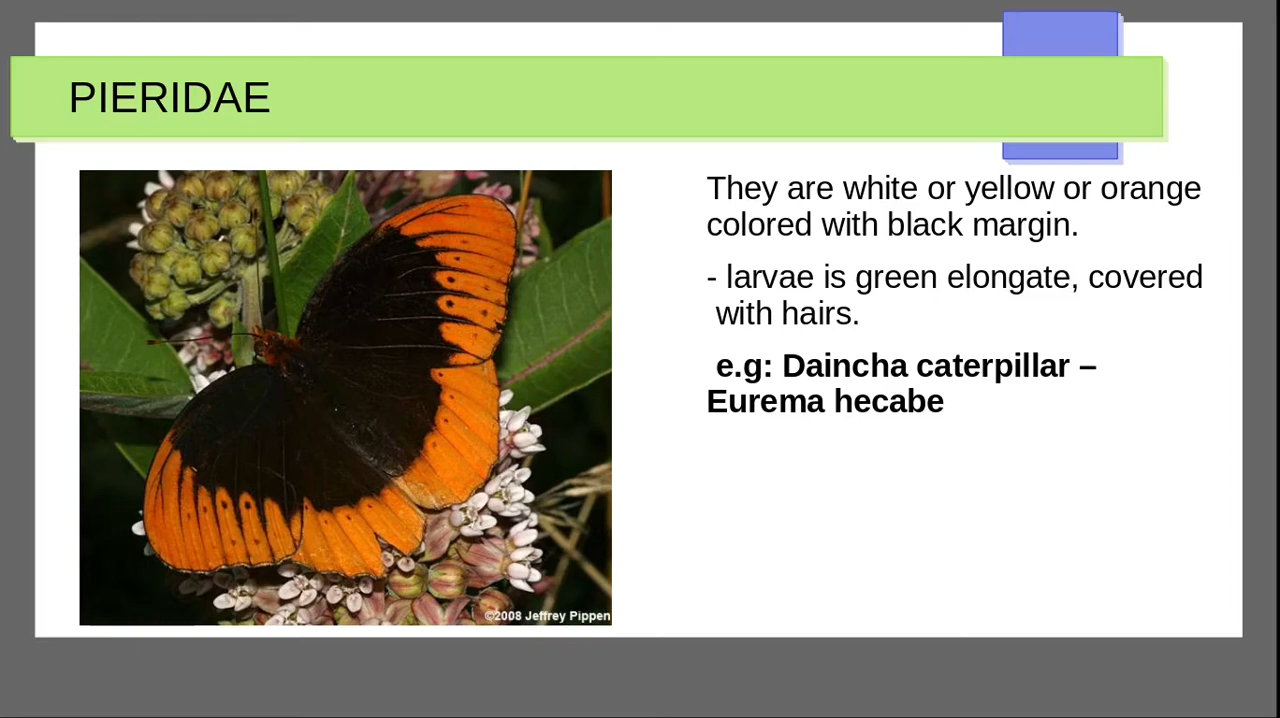 PIERIDAE
They are white or yellow or orange
colored with black margin.
- larvae is green elongate, covered
with hairs.
e.g: Daincha caterpillar –
Eurema hecabe
©2008 Jeffrey Pippen